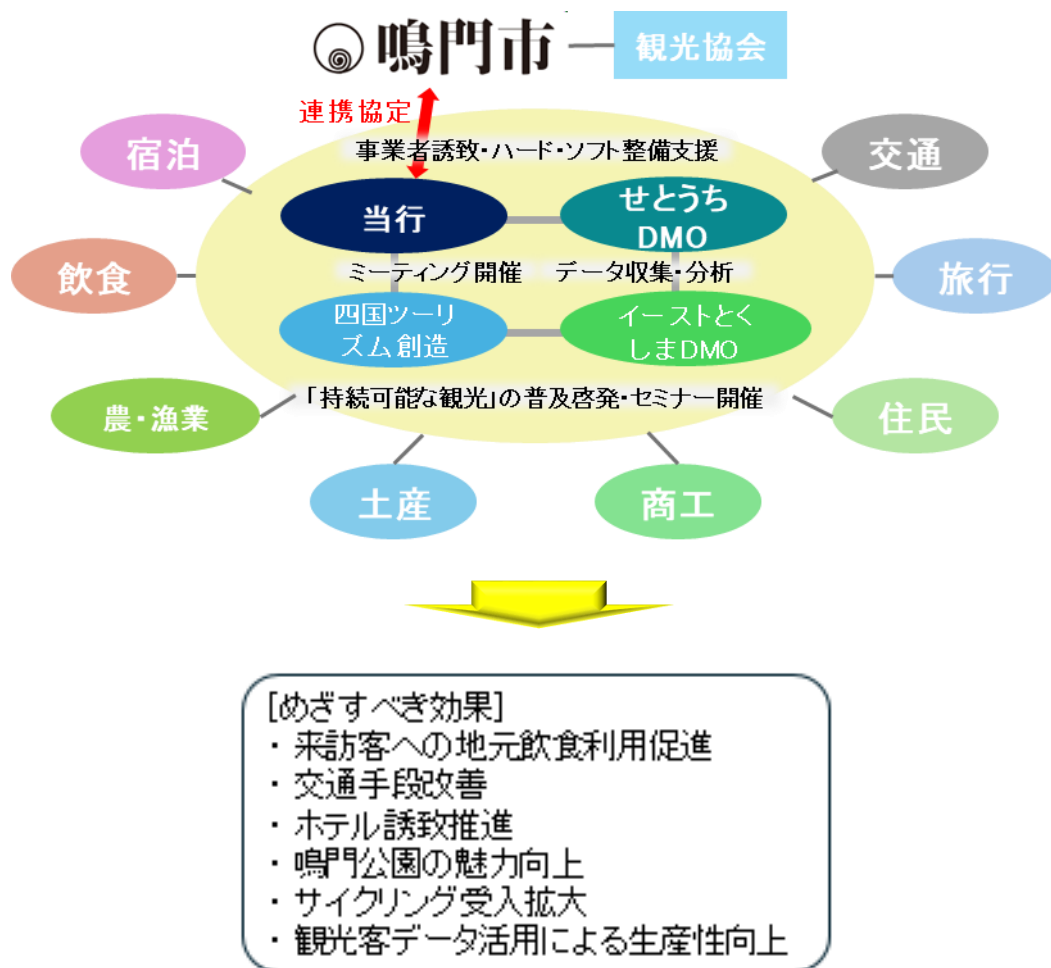 鳴門市
観光協会
連携協定
宿泊
交通
事業者誘致・ハード・ソフト整備支援
当行
せとうち
DMO
飲食
ミーティング開催 データ収集・分析
旅行
四国ツーリ
ズム創造
イーストとく
しまDMO
農・漁業
「持続可能な観光」の普及啓発・セミナー開催
住民
土産
商工
[めざすべき効果]
・来訪客への地元飲食利用促進
・交通手段改善
・ホテル誘致推進
・鳴門公園の魅力向上
・サイクリング受入拡大
・観光客データ活用による生産性向上